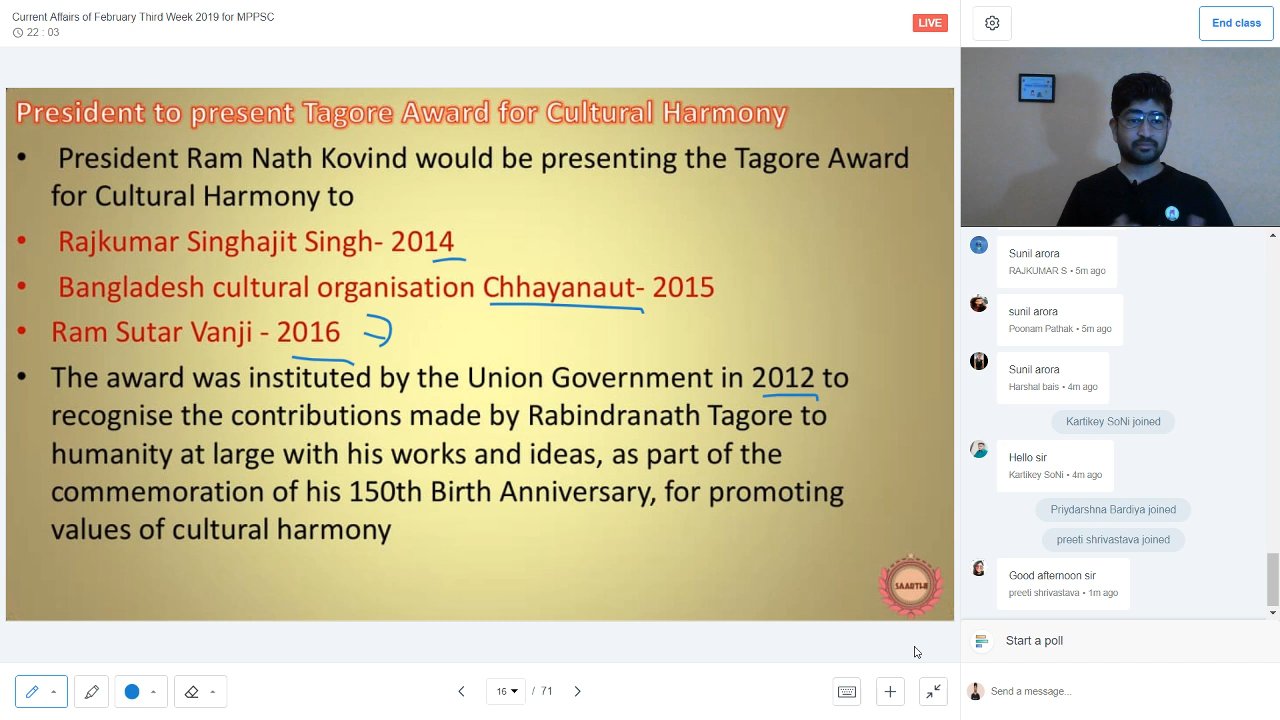 Current Affairs of February Third Week 2019 for MPPSC
22 : 03
LIVE
End class
President to present Tagore Award for Cultural Harmony
• President Ram Nath Kovind would be presenting the Tagore Award
for Cultural Harmony to
• Rajkumar Singhajit Singh- 2014
• Bangladesh cultural organisation Chhayanaut- 2015
• Ram Sutar Vanji - 2016
• The award was instituted by the Union Government in 2012 to
recognise the contributions made by Rabindranath Tagore to
humanity at large with his works and ideas, as part of the
commemoration of his 150th Birth Anniversary, for promoting
values of cultural harmony
SAARTHI
Sunil arora
RAJKUMAR S • 5m ago
sunil arora
Poonam Pathak • 5m ago
Sunil arora
Harshal bais • 4m ago
Kartikey SoNi joined
Hello sir
Kartikey SoNi • 4m ago
Priydarshna Bardiya joined
preeti shrivastava joined
Good afternoon sir
preeti shrivastava • 1m ago
Start a poll
16 / 71
Send a message...